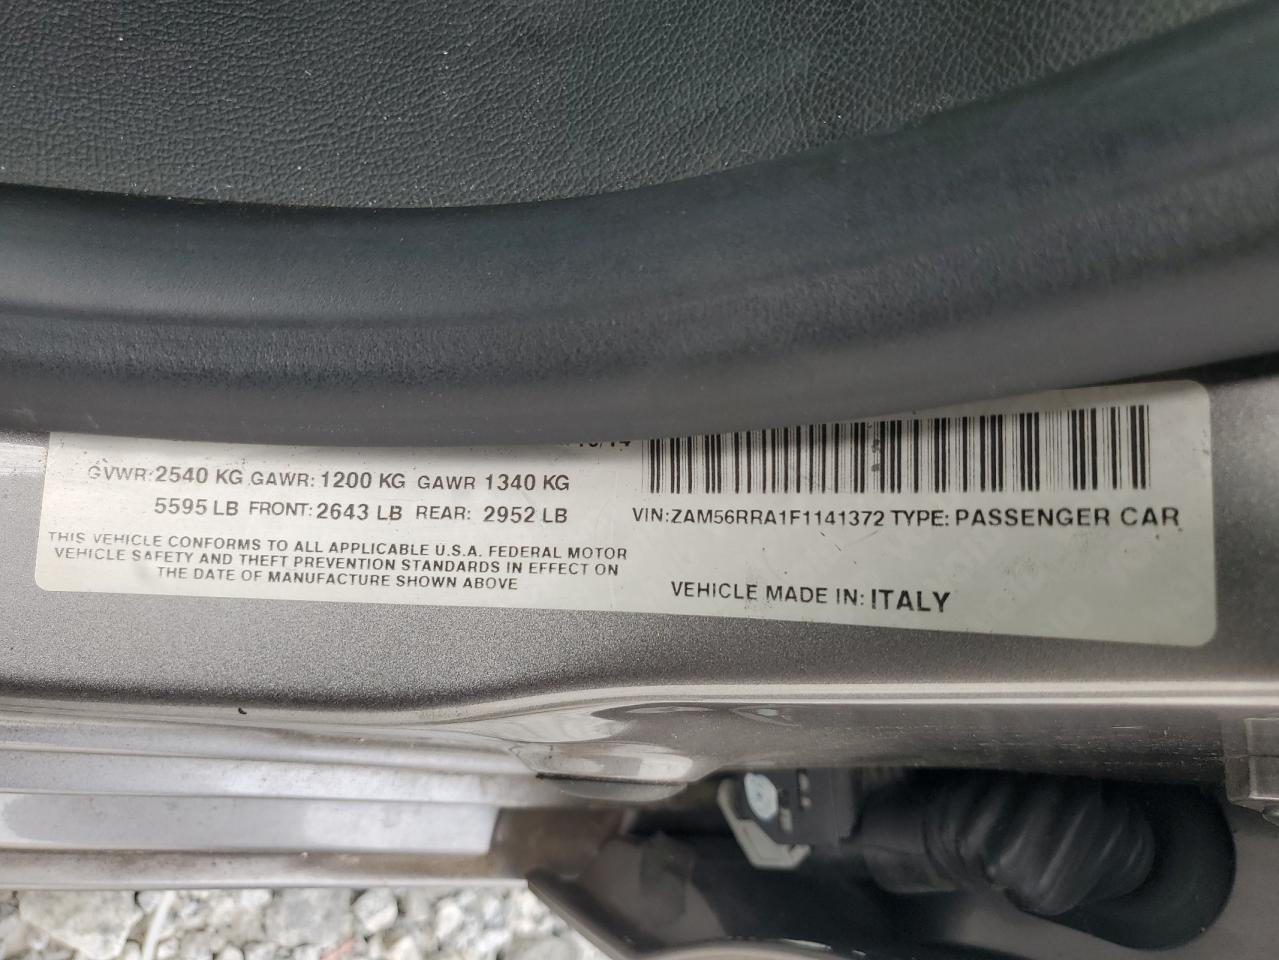 GVWR:2540 KG GAWR:1200 KG GAWR 1340 KG
5595 LB FRONT:2643 LB REAR: 2952 LB
THIS VEHICLE CONFORMS TO ALL APPLICABLE U.S.A. FEDERAL MOTOR
VEHICLE SAFETY AND THEFT PREVENTION STANDARDS IN EFFECT ON
THE DATE OF MANUFACTURE SHOWN ABOVE
VIN:ZAM56RRA1F1141372 TYPE: PASSENGER CAR
VEHICLE MADE IN: ITALY